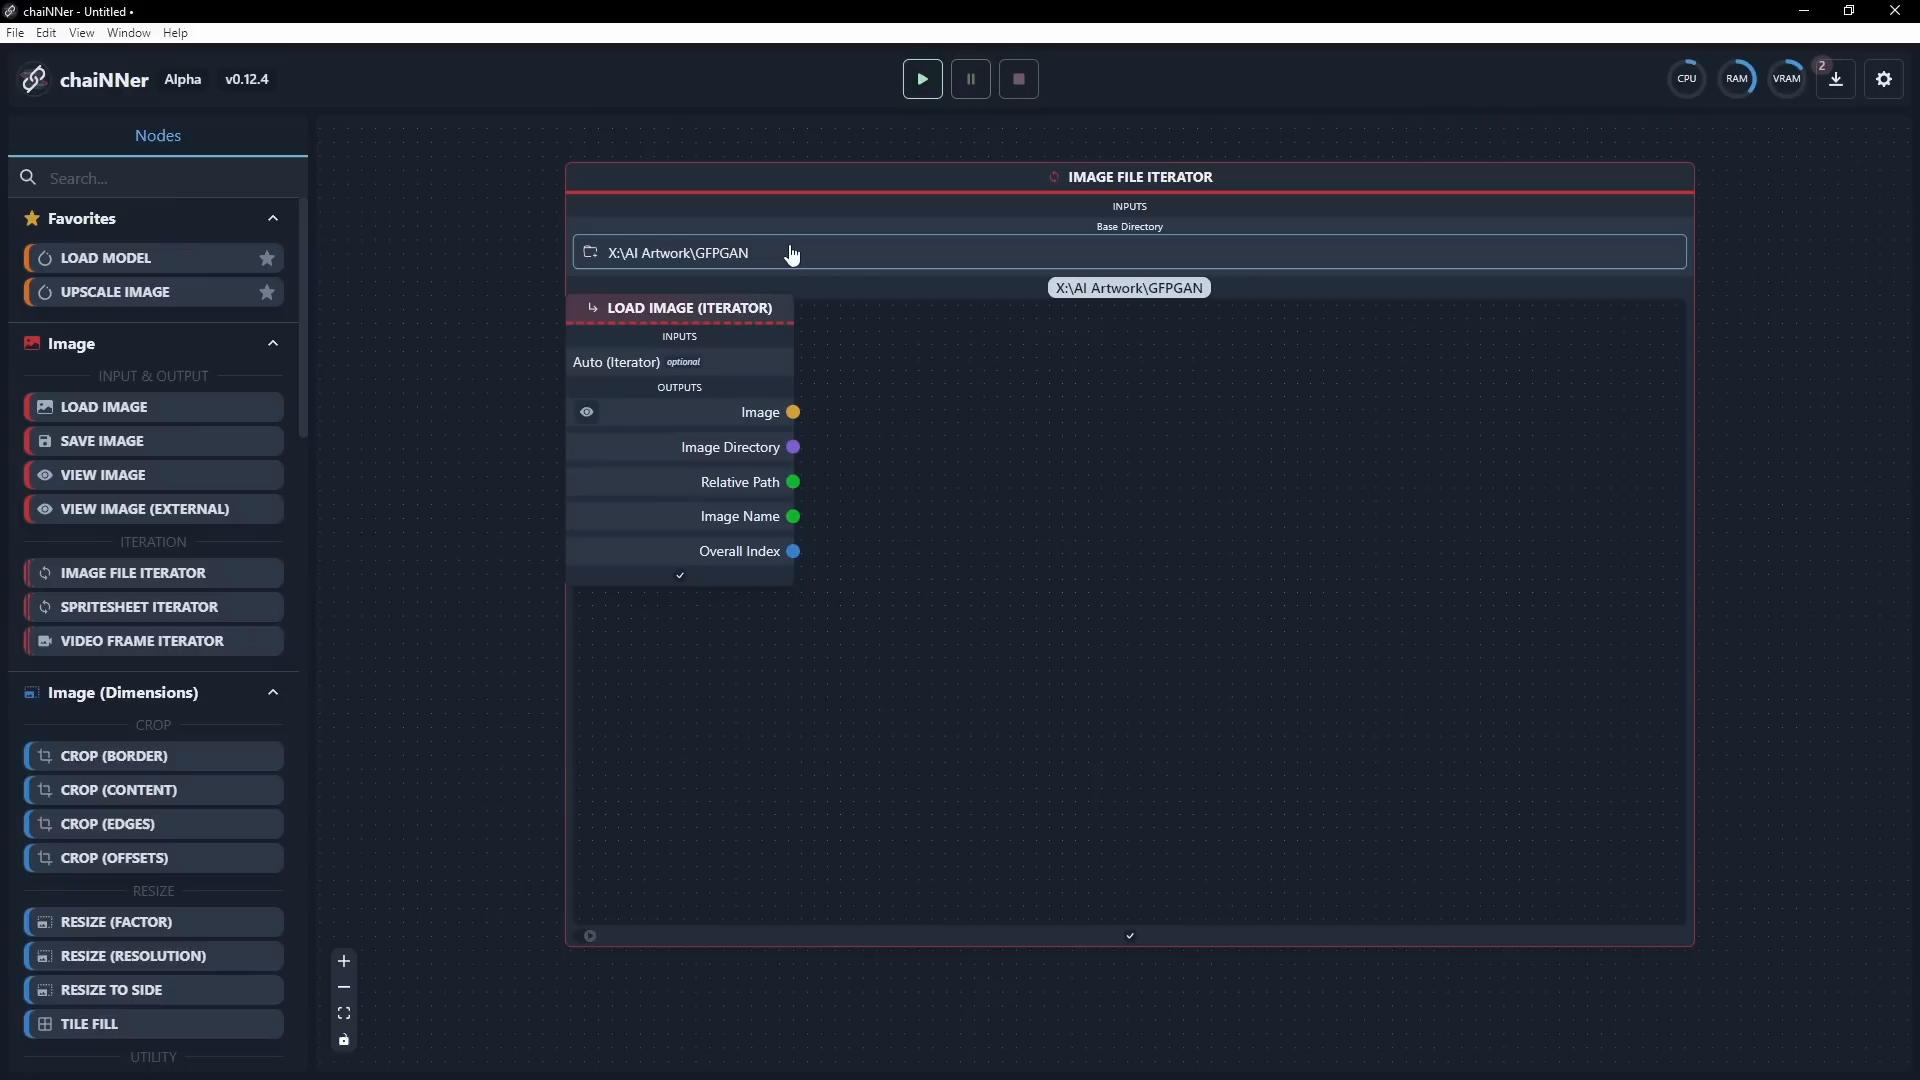 chaiNNer - Untitled •
File Edit View Window Help
chaiNNer Alpha v0.12.4
CPU RAM VRAM 2
Nodes
Search...
Favorites
LOAD MODEL
UPSCALE IMAGE
Image
INPUT & OUTPUT
LOAD IMAGE
SAVE IMAGE
VIEW IMAGE
VIEW IMAGE (EXTERNAL)
ITERATION
IMAGE FILE ITERATOR
SPRITESHEET ITERATOR
VIDEO FRAME ITERATOR
Image (Dimensions)
CROP
CROP (BORDER)
CROP (CONTENT)
CROP (EDGES)
CROP (OFFSETS)
RESIZE
RESIZE (FACTOR)
RESIZE (RESOLUTION)
RESIZE TO SIDE
TILE FILL
UTILITY
IMAGE FILE ITERATOR
INPUTS
Base Directory
X:\AI Artwork\GFPGAN
X:\AI Artwork\GFPGAN
LOAD IMAGE (ITERATOR)
INPUTS
Auto (Iterator) optional
OUTPUTS
Image
Image Directory
Relative Path
Image Name
Overall Index